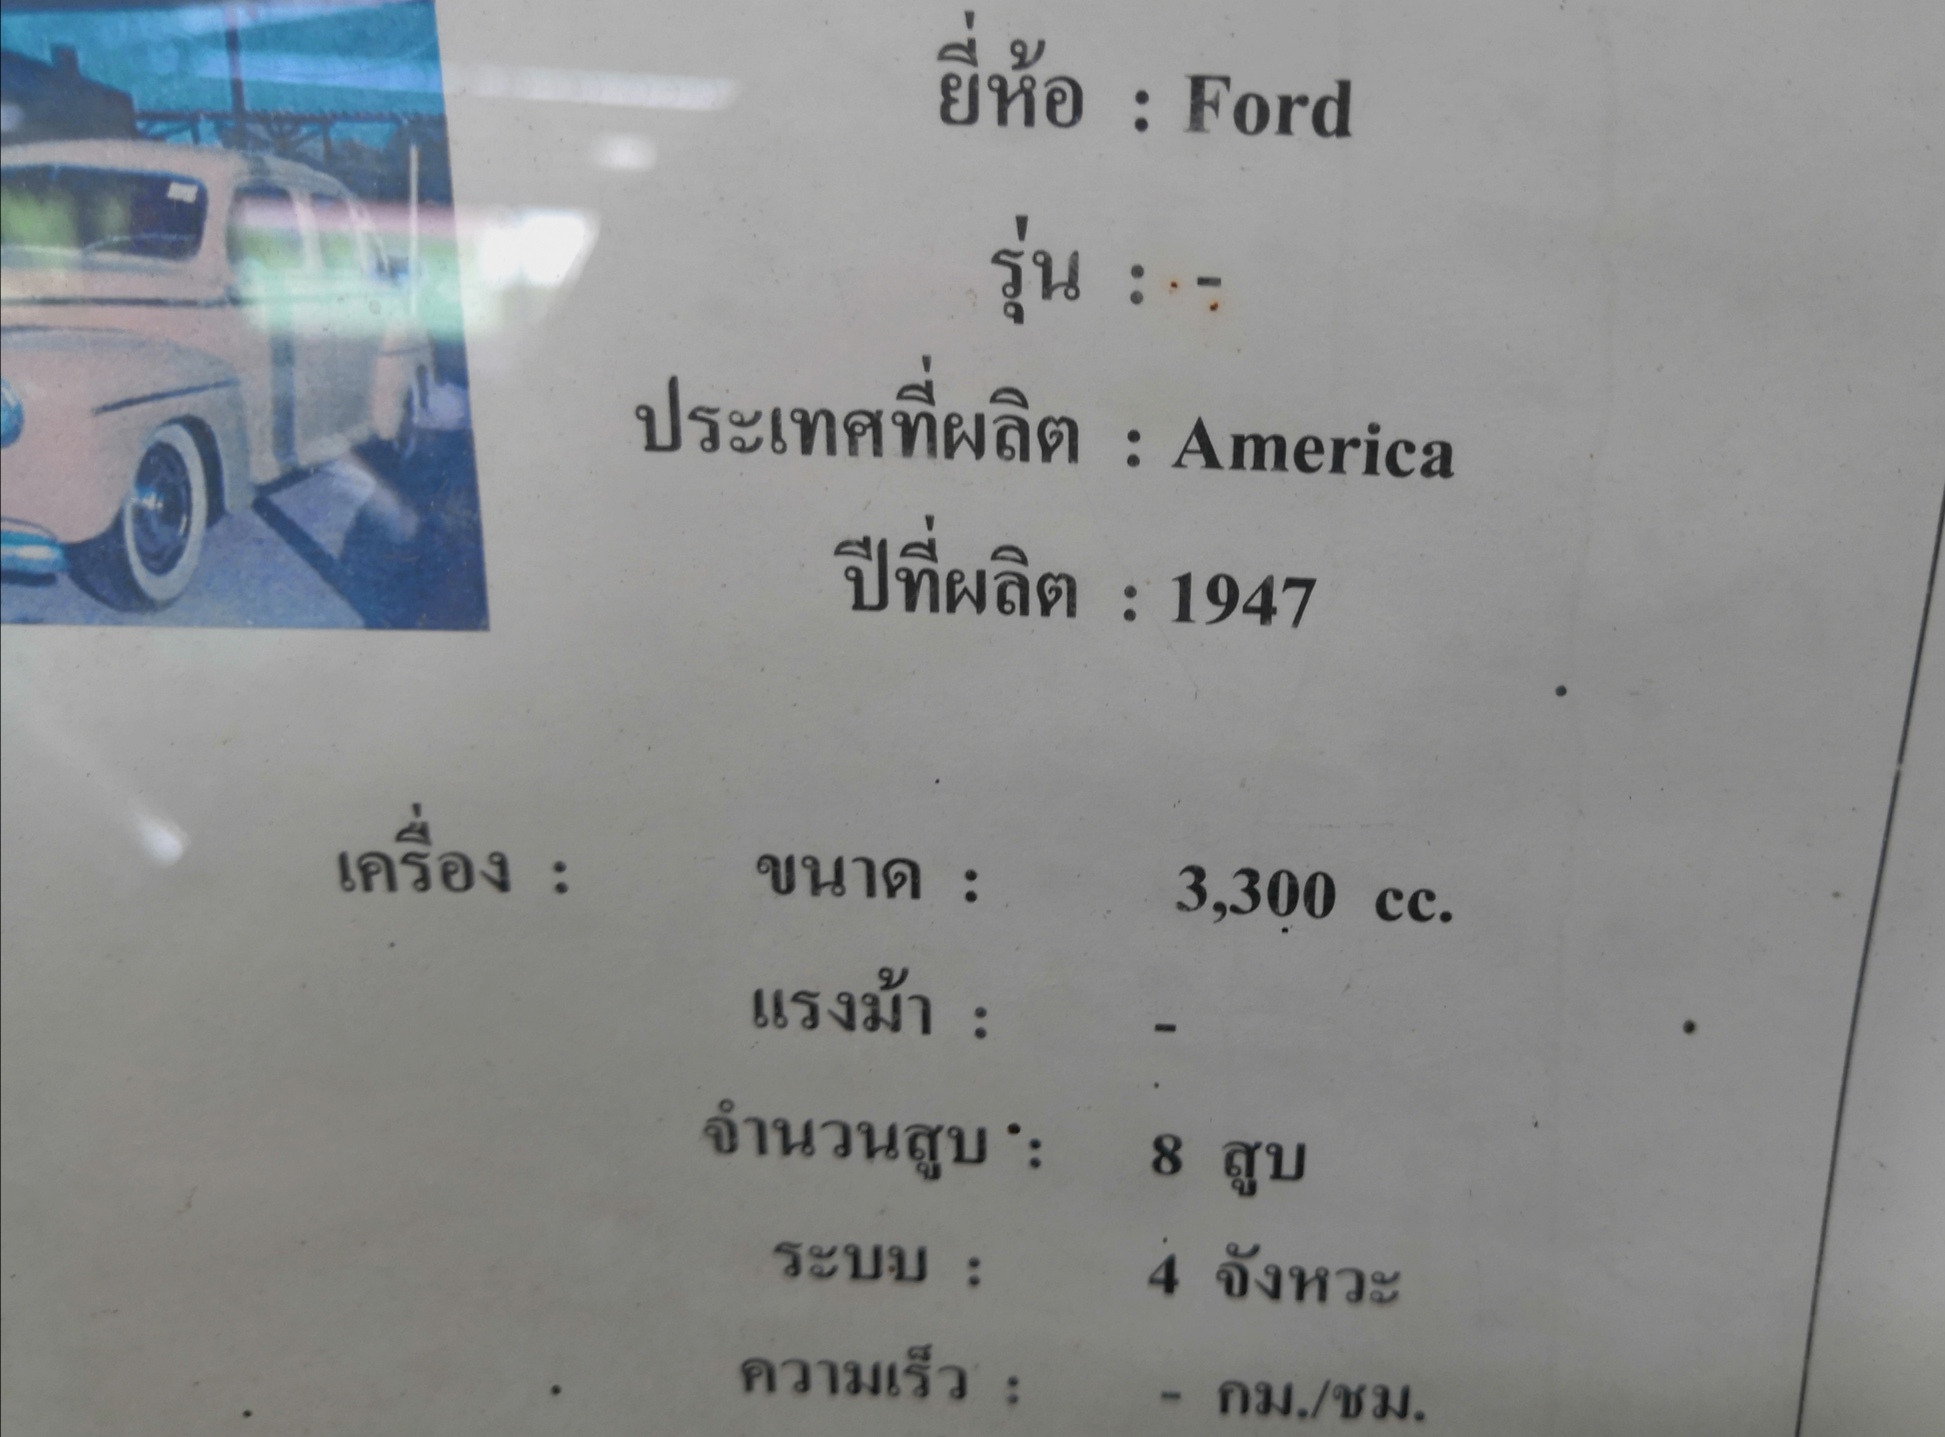 ยี่ห้อ : Ford
รุ่น : -
ประเทศที่ผลิต : America
ปีที่ผลิต : 1947
เครื่อง : ขนาด : 3,300 cc.
แรงม้า : -
จำนวนสูบ : 8 สูบ
ระบบ : 4 จังหวะ
ความเร็ว : - กม./ชม.